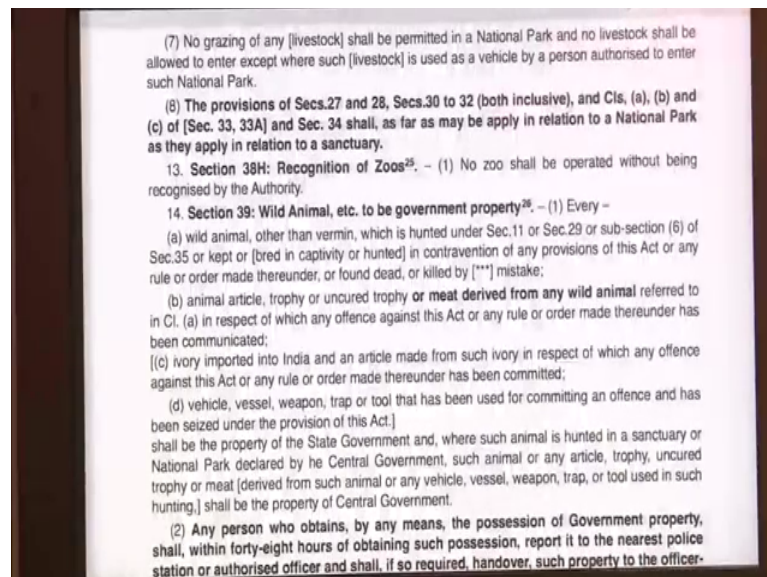 (7) No grazing of any [livestock] shall be permitted in a National Park and no livestock shall be
allowed to enter except where such [livestock] is used as a vehicle by a person authorised to enter
such National Park.
(8) The provisions of Secs.27 and 28, Secs.30 to 32 (both inclusive), and Cls, (a), (b) and
(c) of [Sec. 33, 33A] and Sec. 34 shall, as far as may be apply in relation to a National Park
as they apply in relation to a sanctuary.
13. Section 38H: Recognition of Zoos²⁵. – (1) No zoo shall be operated without being
recognised by the Authority.
14. Section 39: Wild Animal, etc. to be government property²⁶. – (1) Every –
(a) wild animal, other than vermin, which is hunted under Sec.11 or Sec.29 or sub-section (6) of
Sec.35 or kept or [bred in captivity or hunted] in contravention of any provisions of this Act or any
rule or order made thereunder, or found dead, or killed by [***] mistake;
(b) animal article, trophy or uncured trophy or meat derived from any wild animal referred to
in Cl. (a) in respect of which any offence against this Act or any rule or order made thereunder has
been communicated;
[(c) ivory imported into India and an article made from such ivory in respect of which any offence
against this Act or any rule or order made thereunder has been committed;
(d) vehicle, vessel, weapon, trap or tool that has been used for committing an offence and has
been seized under the provision of this Act.]
shall be the property of the State Government and, where such animal is hunted in a sanctuary or
National Park declared by he Central Government, such animal or any article, trophy, uncured
trophy or meat [derived from such animal or any vehicle, vessel, weapon, trap, or tool used in such
hunting,] shall be the property of Central Government.
(2) Any person who obtains, by any means, the possession of Government property,
shall, within forty-eight hours of obtaining such possession, report it to the nearest police
station or authorised officer and shall, if so required, handover, such property to the officer-